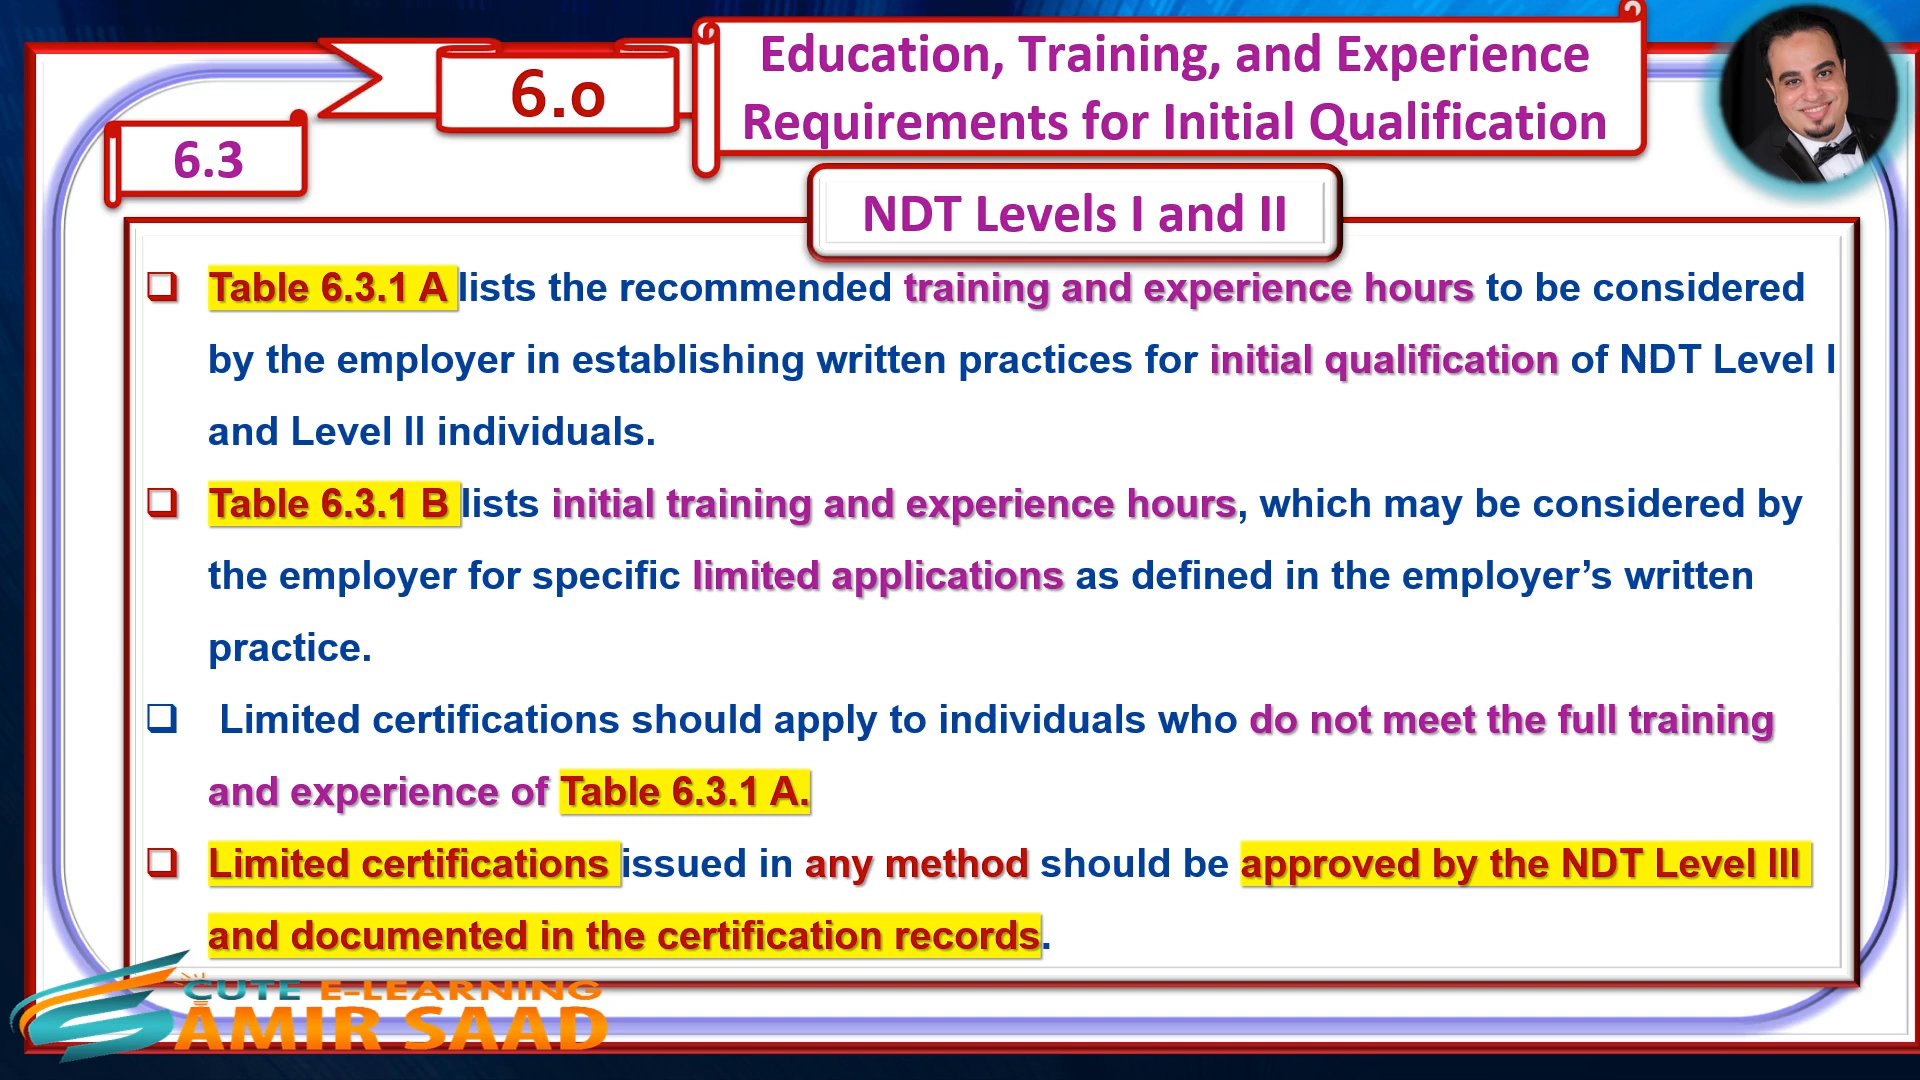 6.o
Education, Training, and Experience
Requirements for Initial Qualification
6.3
NDT Levels I and II
Table 6.3.1 A lists the recommended training and experience hours to be considered
by the employer in establishing written practices for initial qualification of NDT Level I
and Level II individuals.
Table 6.3.1 B lists initial training and experience hours, which may be considered by
the employer for specific limited applications as defined in the employer’s written
practice.
Limited certifications should apply to individuals who do not meet the full training
and experience of Table 6.3.1 A.
Limited certifications issued in any method should be approved by the NDT Level III
and documented in the certification records.
CUTE E-LEARNING
AMIR SAAD